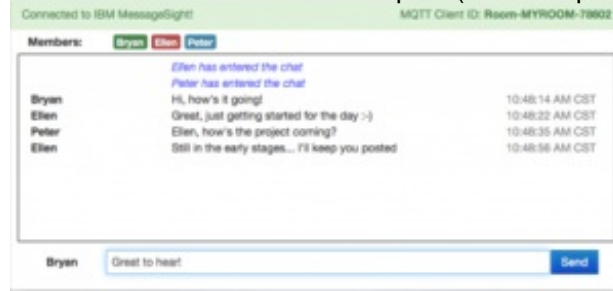 Connected to IBM MessageSight! MQTT Client ID: Room-MYROOM-78602
Members: Bryan Ellen Peter
Ellen has entered the chat
Peter has entered the chat
Bryan Hi, how's it going! 10:48:14 AM CST
Ellen Great, just getting started for the day :-) 10:48:22 AM CST
Peter Ellen, how's the project coming? 10:48:35 AM CST
Ellen Still in the early stages... I'll keep you posted 10:48:56 AM CST
Bryan Great to hear! Send